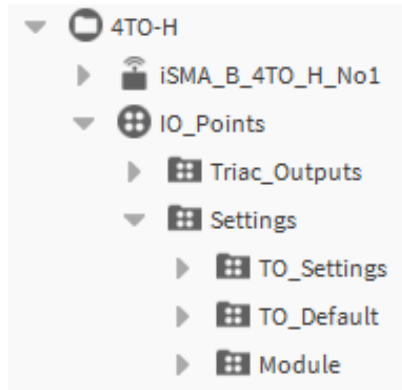 4TO-H
iSMA_B_4TO_H_No1
IO_Points
Triac_Outputs
Settings
TO_Settings
TO_Default
Module